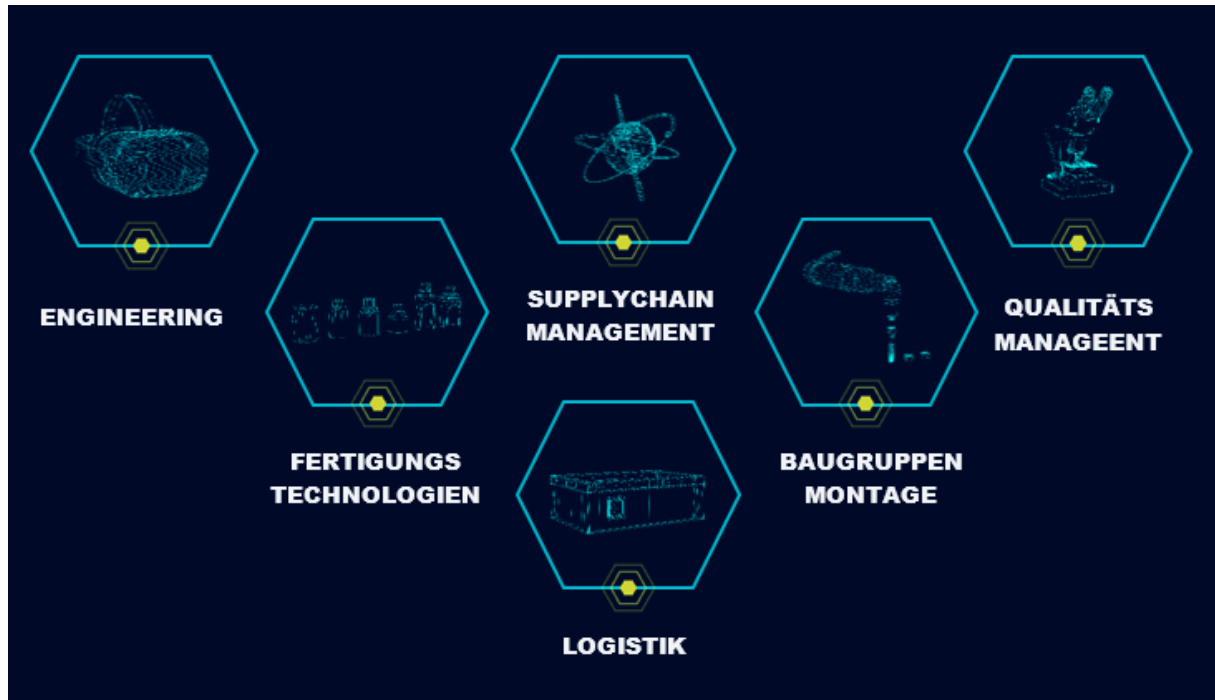 ENGINEERING
FERTIGUNGS
TECHNOLOGIEN
SUPPLYCHAIN
MANAGEMENT
LOGISTIK
BAUGRUPPEN
MONTAGE
QUALITÄTS
MANAGEENT